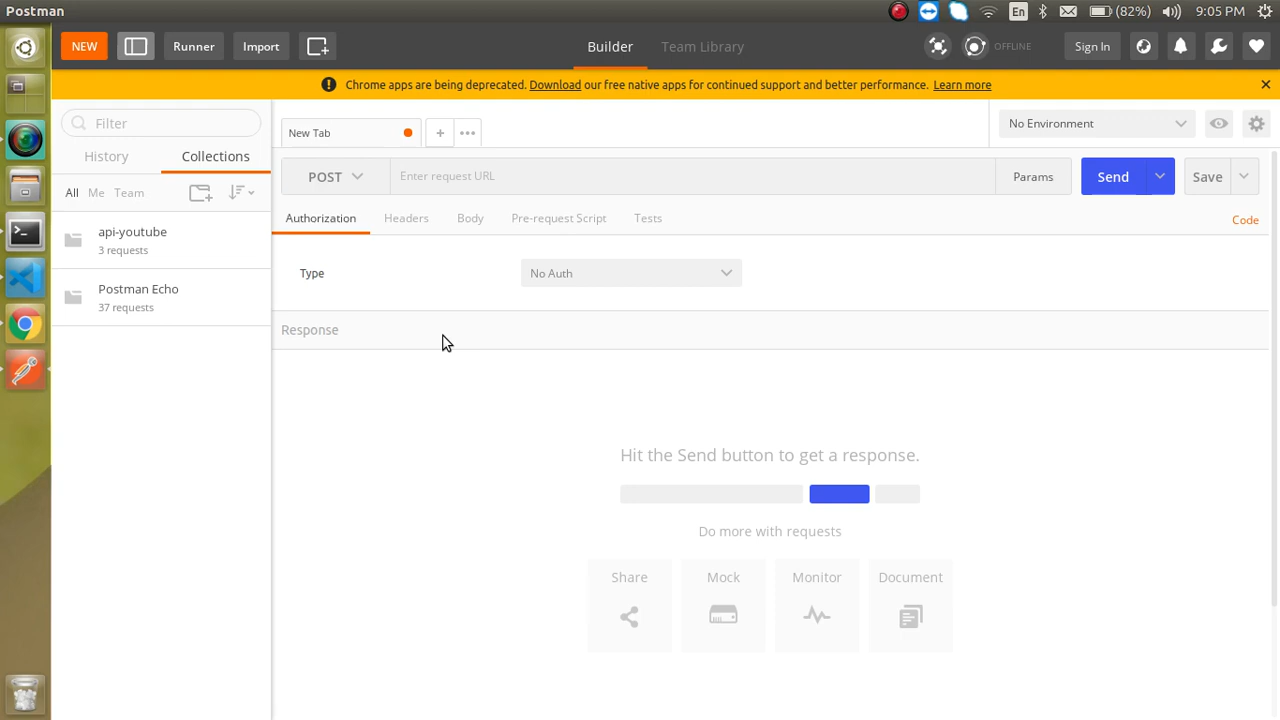 Postman
En
(82%)
9:05 PM
NEW
Runner
Import
Builder
Team Library
OFFLINE
Sign In
Chrome apps are being deprecated. Download our free native apps for continued support and better performance. Learn more
Filter
History
Collections
All
Me
Team
api-youtube
3 requests
Postman Echo
37 requests
New Tab
No Environment
POST
Enter request URL
Params
Send
Save
Authorization
Headers
Body
Pre-request Script
Tests
Code
Type
No Auth
Response
Hit the Send button to get a response.
Do more with requests
Share
Mock
Monitor
Document